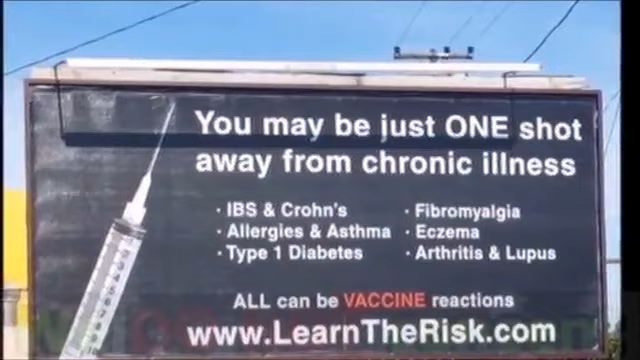 You may be just ONE shot
away from chronic illness
· IBS & Crohn's
· Allergies & Asthma
· Type 1 Diabetes
· Fibromyalgia
· Eczema
· Arthritis & Lupus
ALL can be VACCINE reactions
www.LearnTheRisk.com